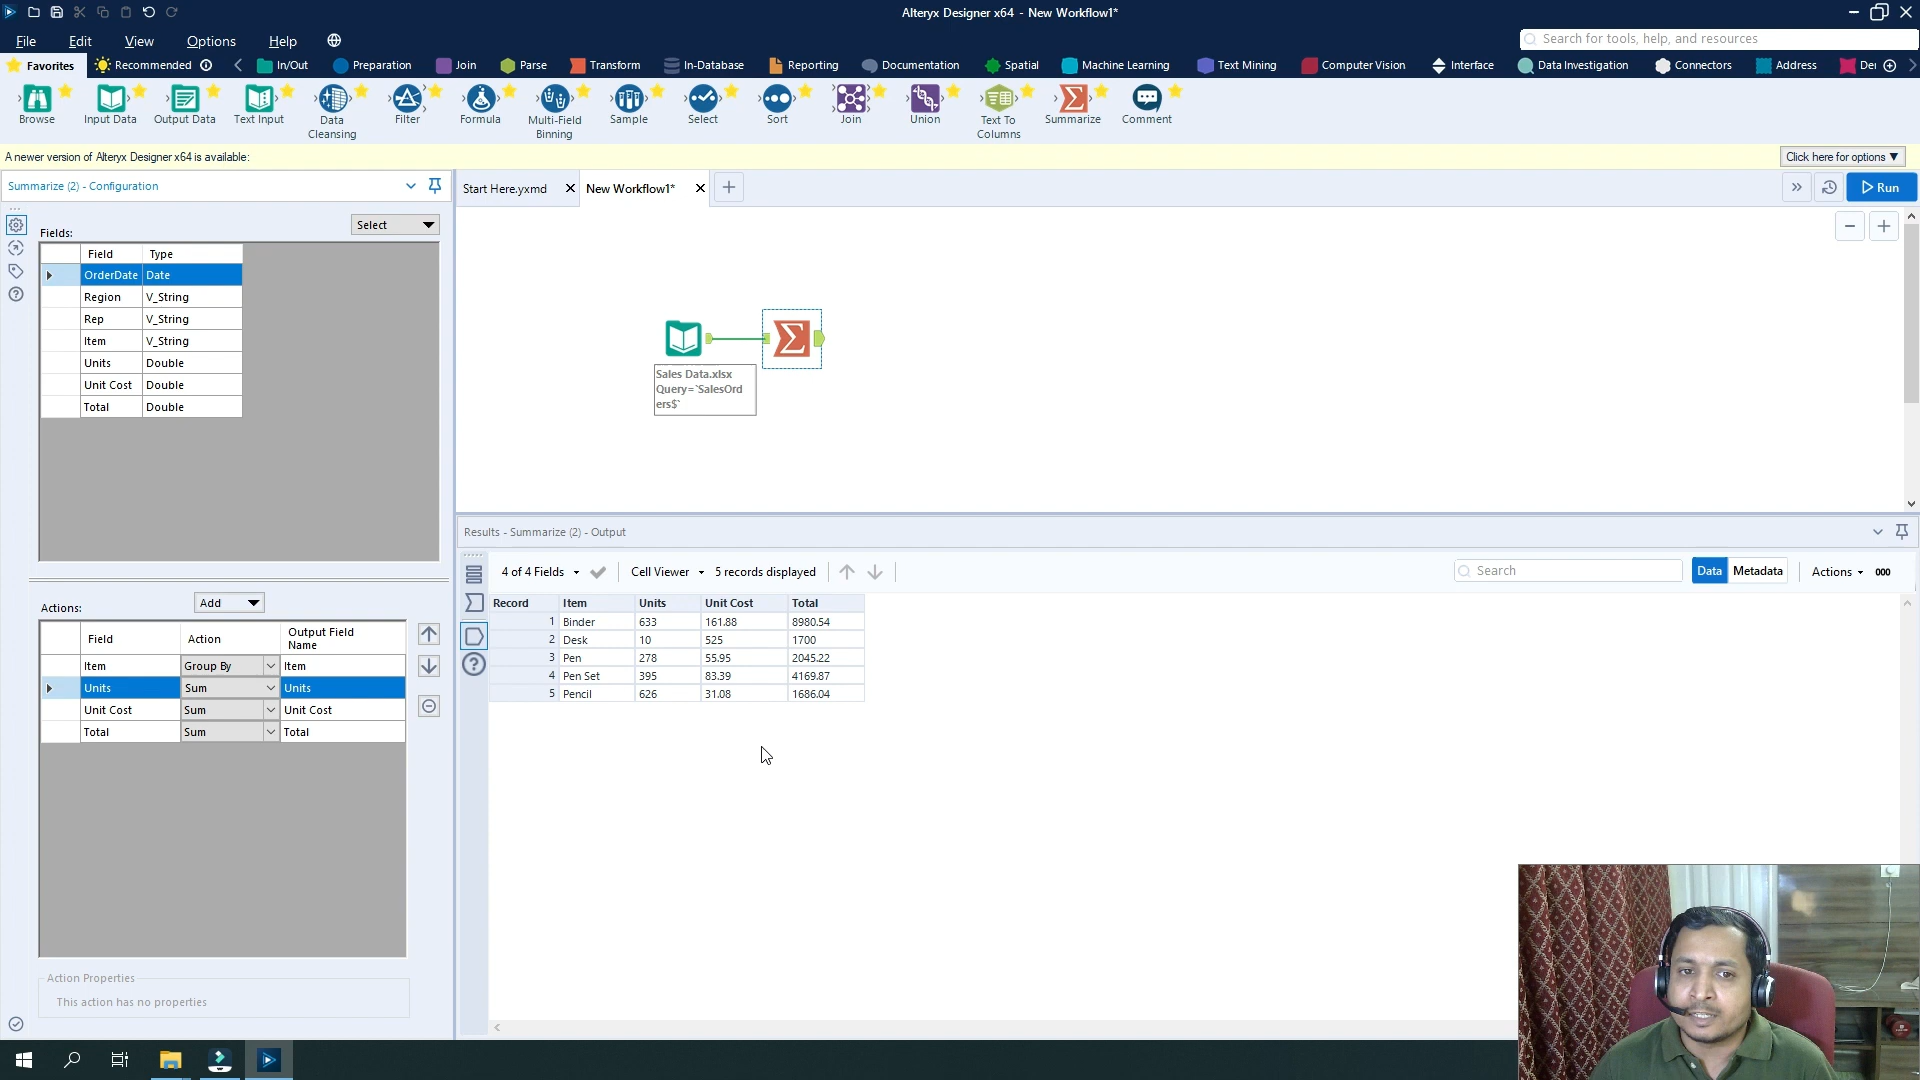 Alteryx Designer x64 - New Workflow1*
File Edit View Options Help
Search for tools, help, and resources
Favorites Recommended In/Out Preparation Join Parse Transform In-Database Reporting Documentation Spatial Machine Learning Text Mining Computer Vision Interface Data Investigation Connectors Address
Browse Input Data Output Data Text Input Data Cleansing Filter Formula Multi-Field Binning Sample Select Sort Join Union Text To Columns Summarize Comment
A newer version of Alteryx Designer x64 is available:
Click here for options
Summarize (2) - Configuration
Start Here.yxmd
New Workflow1*
Run
Select
Fields:
Field Type
OrderDate Date
Region V_String
Rep V_String
Item V_String
Units Double
Unit Cost Double
Total Double
Sales Data.xlsx
Query=`SalesOrd
ers$`
Results - Summarize (2) - Output
4 of 4 Fields Cell Viewer 5 records displayed
Search
Data Metadata Actions 000
Record Item Units Unit Cost Total
1 Binder 633 161.88 8980.54
2 Desk 10 525 1700
3 Pen 278 55.95 2045.22
4 Pen Set 395 83.39 4169.87
5 Pencil 626 31.08 1686.04
Actions:
Add
Field Action Output Field Name
Item Group By Item
Units Sum Units
Unit Cost Sum Unit Cost
Total Sum Total
Action Properties
This action has no properties